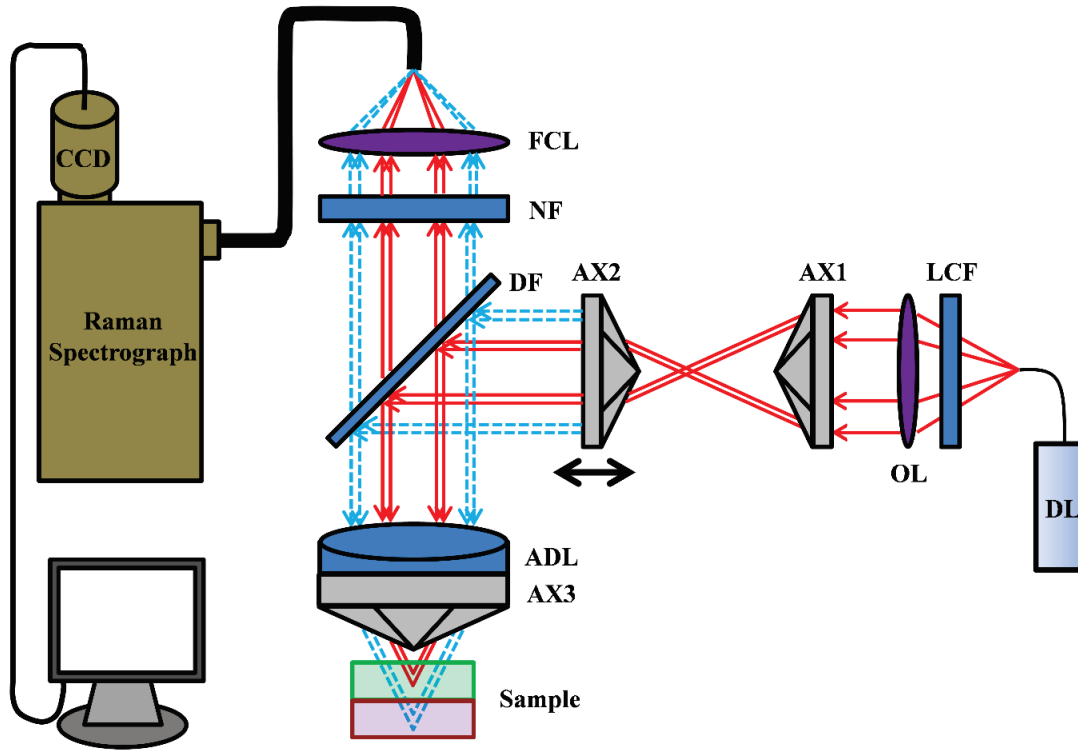 CCD
Raman
Spectrograph
FCL
NF
DF
AX2
AX1
LCF
OL
DL
ADL
AX3
Sample